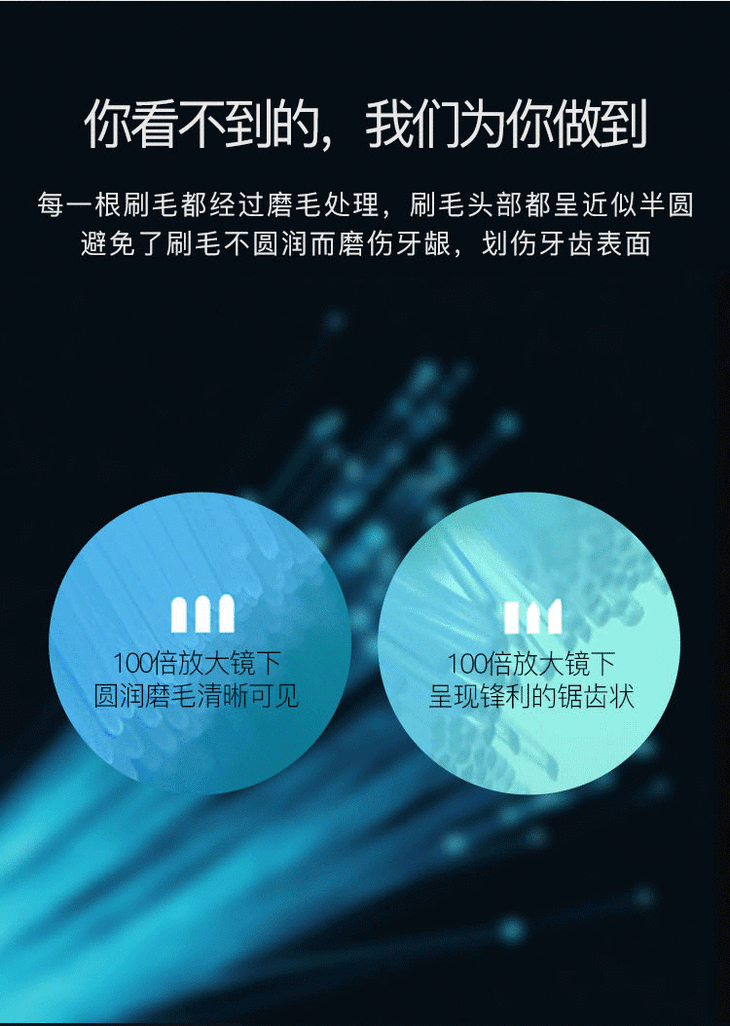 你看不到的，我们为你做到
每一根刷毛都经过磨毛处理，刷毛头部都呈近似半圆
避免了刷毛不圆润而磨伤牙龈，划伤牙齿表面
100倍放大镜下
圆润磨毛清晰可见
100倍放大镜下
呈现锋利的锯齿状